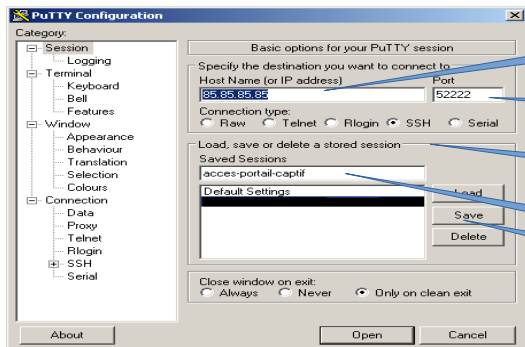 PuTTY Configuration
Category:
Session
Logging
Terminal
Keyboard
Bell
Features
Window
Appearance
Behaviour
Translation
Selection
Colours
Connection
Data
Proxy
Telnet
Rlogin
SSH
Serial
Basic options for your PuTTY session
Specify the destination you want to connect to
Host Name (or IP address) Port
85.85.85.85 52222
Connection type:
Raw Telnet Rlogin SSH Serial
Load, save or delete a stored session
Saved Sessions
acces-portail-captif
Default Settings
Load
Save
Delete
Close window on exit:
Always Never Only on clean exit
About Open Cancel